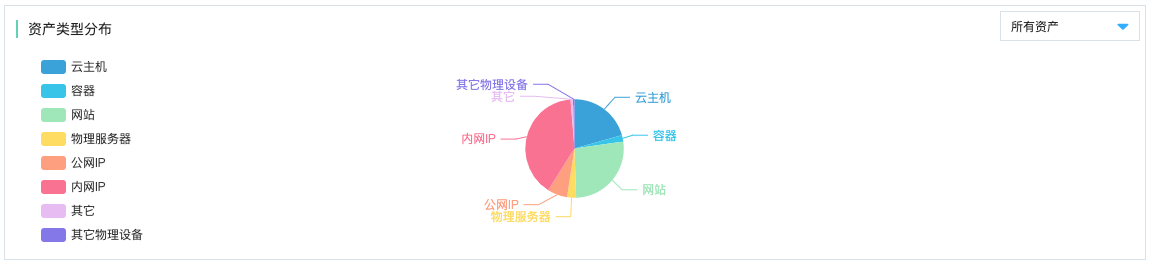 资产类型分布
所有资产
云主机
容器
网站
物理服务器
公网IP
内网IP
其它
其它物理设备
其它物理设备
其它
云主机
容器
内网IP
网站
公网IP
物理服务器